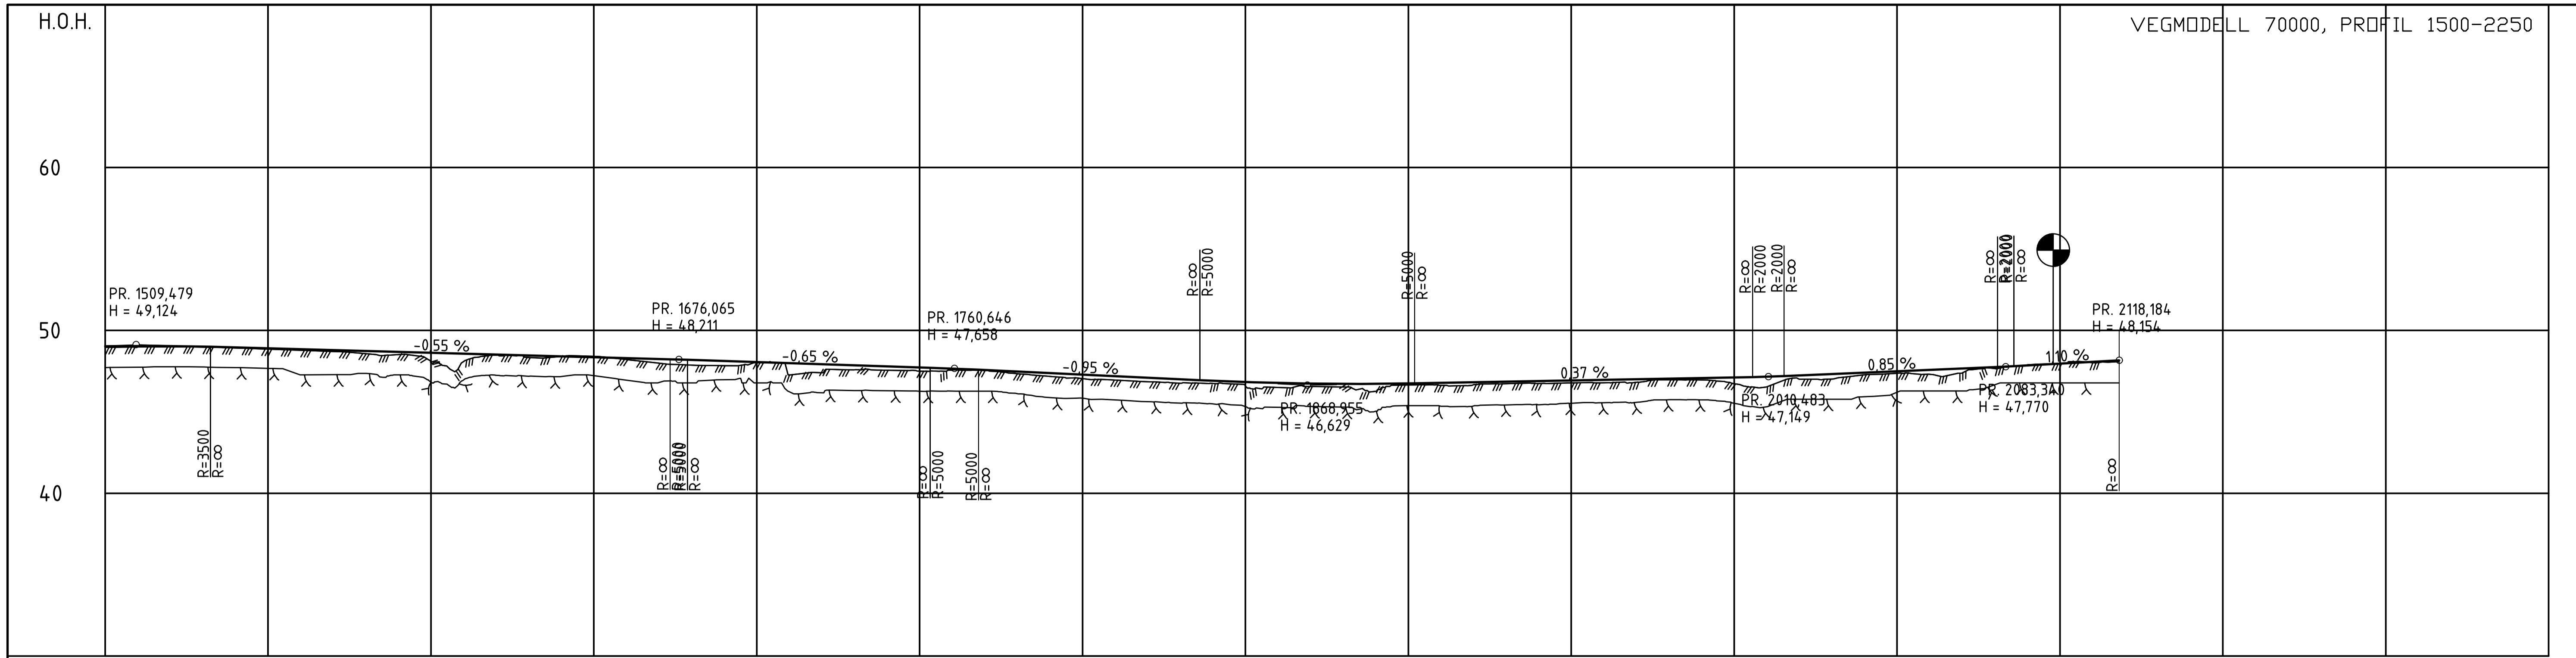 H.O.H.
VEGMODELL 70000, PROFIL 1500-2250
60
50
40
PR. 1509,479
H = 49,124
R=3500
R=∞
-0,55 %
PR. 1676,065
H = 48,211
R=∞
R=5000
R=5000
R=∞
-0,65 %
PR. 1760,646
H = 47,658
R=∞
R=5000
R=5000
R=∞
-0,95 %
R=∞
R=5000
PR. 1868,955
H = 46,629
R=5000
R=∞
0,37 %
R=∞
R=2000
R=2000
R=∞
PR. 2010,483
H = 47,149
0,85 %
R=∞
R=2000
R=2000
R=∞
PR. 2083,340
H = 47,770
1,10 %
PR. 2118,184
H = 48,154
R=∞